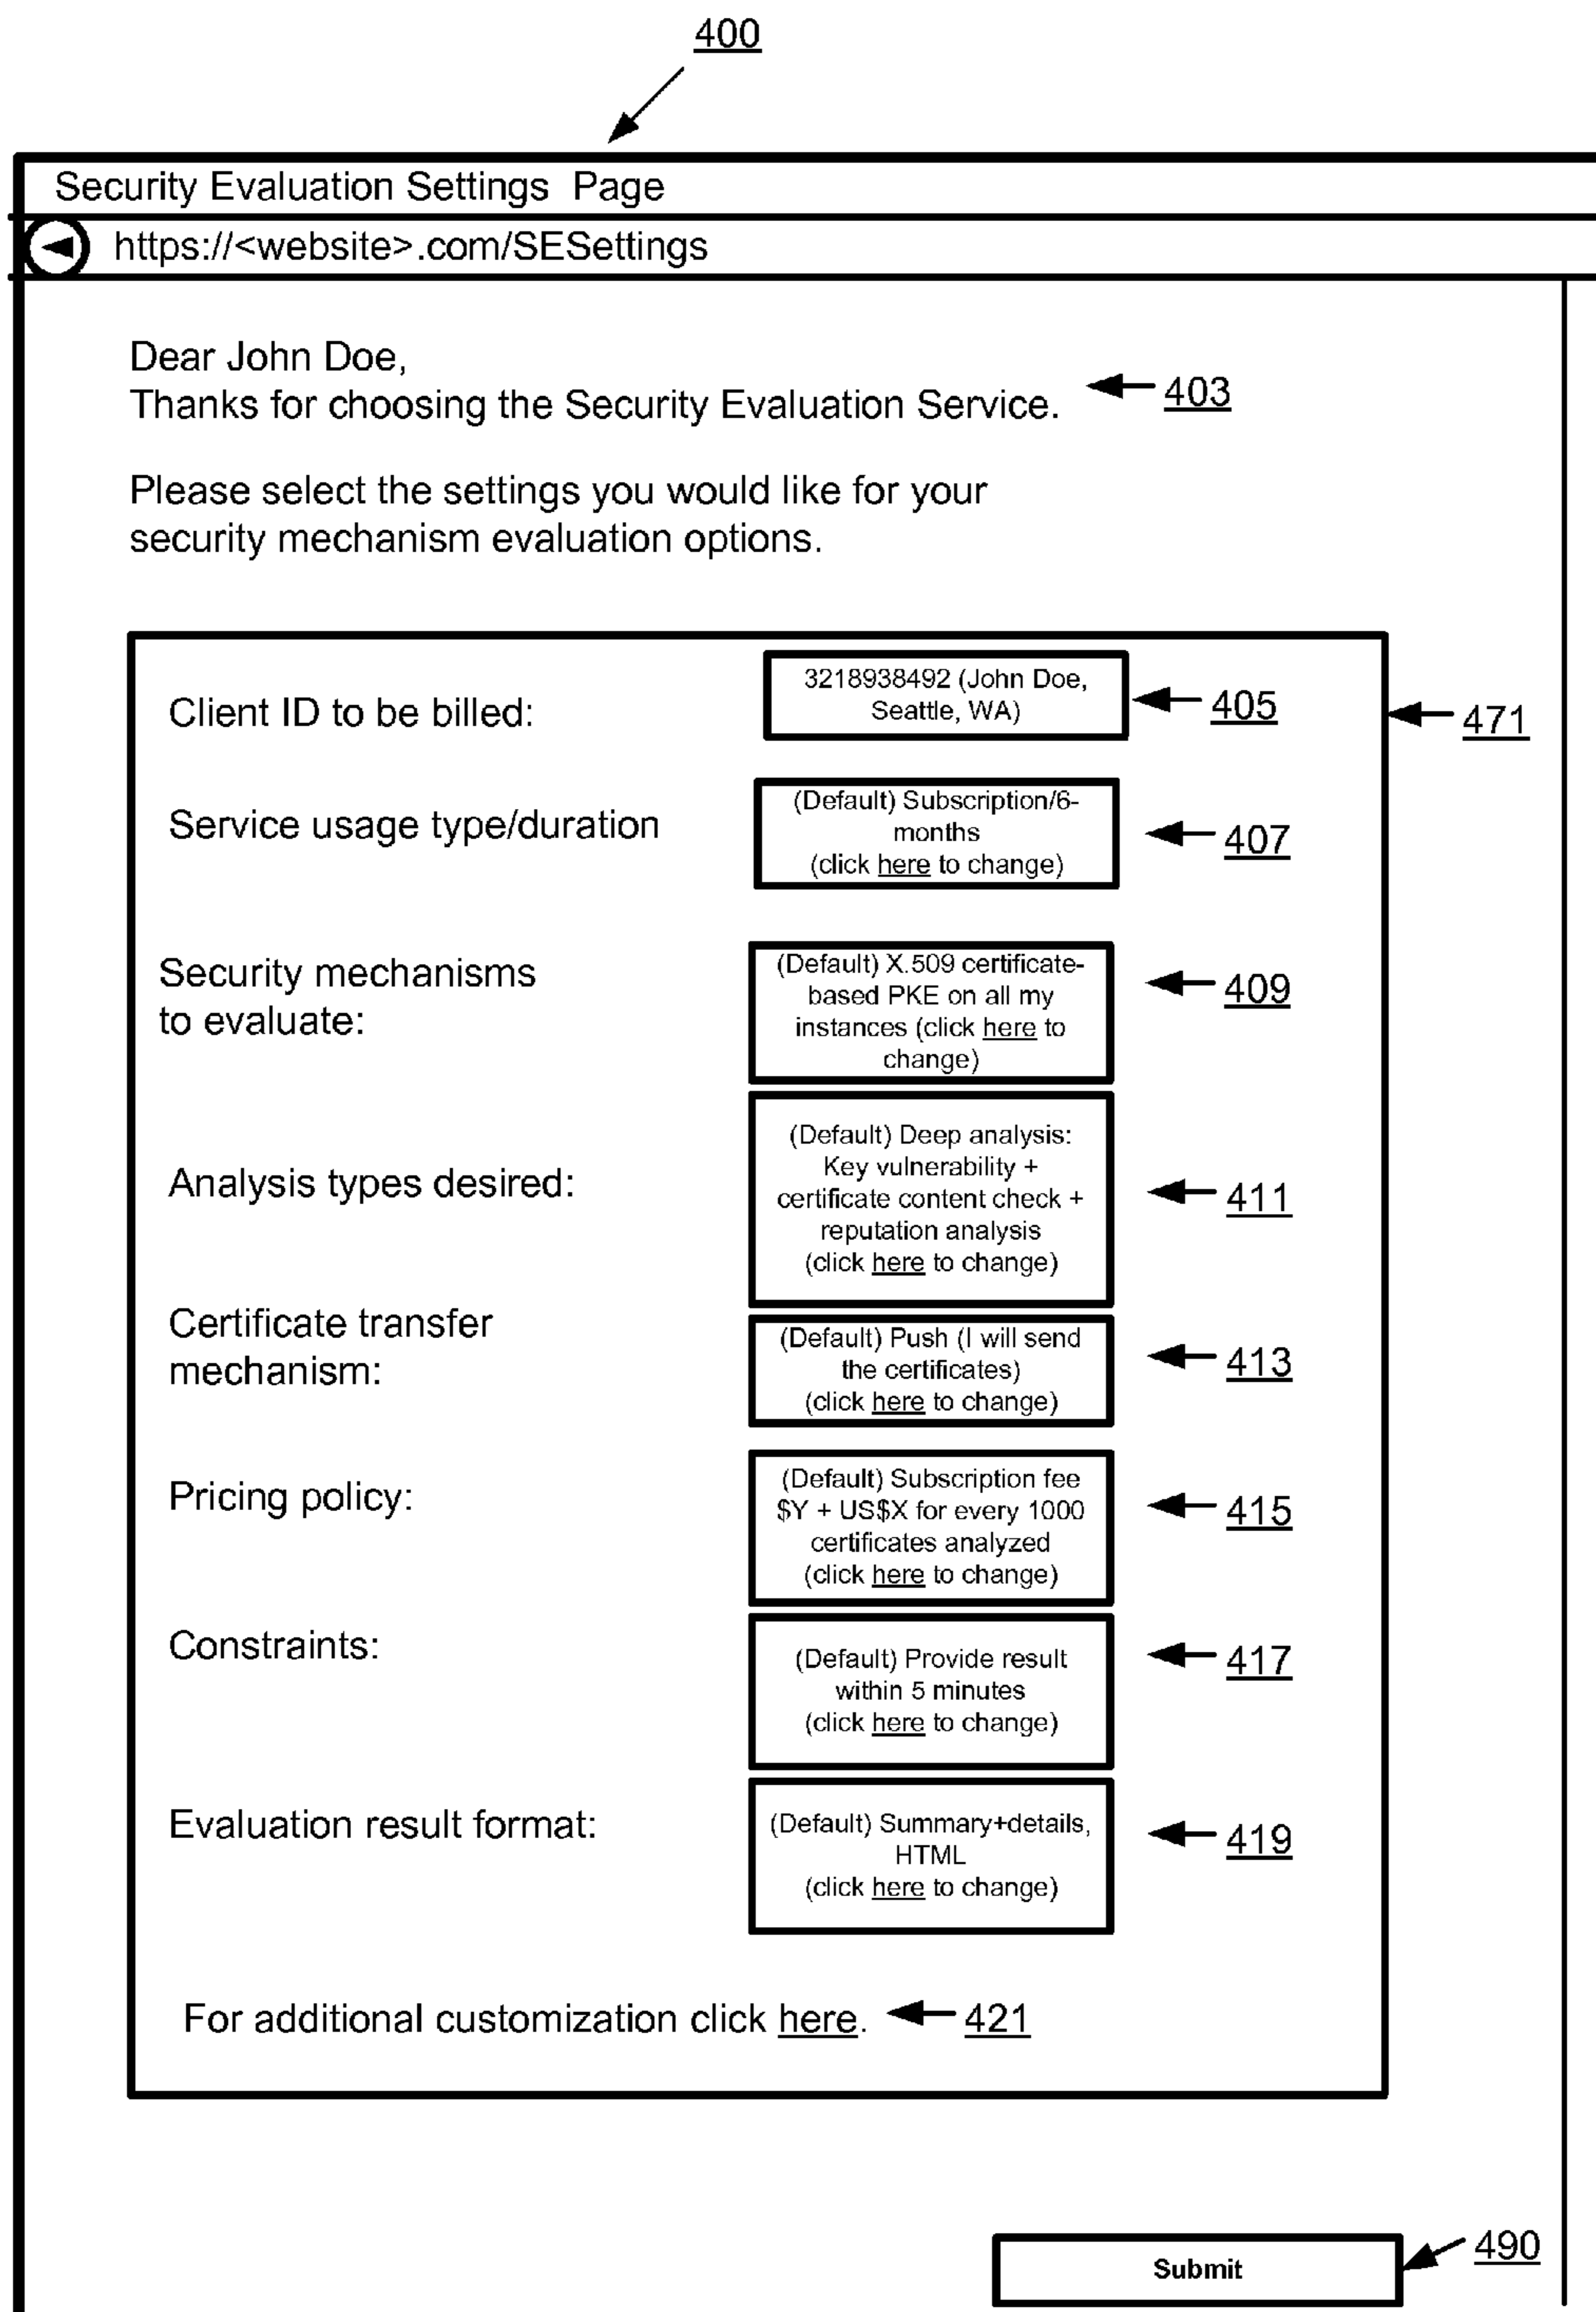 400
Security Evaluation Settings Page
https://<website>.com/SESettings
Dear John Doe,
Thanks for choosing the Security Evaluation Service.
403
Please select the settings you would like for your
security mechanism evaluation options.
Client ID to be billed:
3218938492 (John Doe,
Seattle, WA)
405
471
Service usage type/duration
(Default) Subscription/6-
months
(click here to change)
407
Security mechanisms
to evaluate:
(Default) X.509 certificate-
based PKE on all my
instances (click here to
change)
409
Analysis types desired:
(Default) Deep analysis:
Key vulnerability +
certificate content check +
reputation analysis
(click here to change)
411
Certificate transfer
mechanism:
(Default) Push (I will send
the certificates)
(click here to change)
413
Pricing policy:
(Default) Subscription fee
$Y + US$X for every 1000
certificates analyzed
(click here to change)
415
Constraints:
(Default) Provide result
within 5 minutes
(click here to change)
417
Evaluation result format:
(Default) Summary+details,
HTML
(click here to change)
419
For additional customization click here.
421
Submit
490